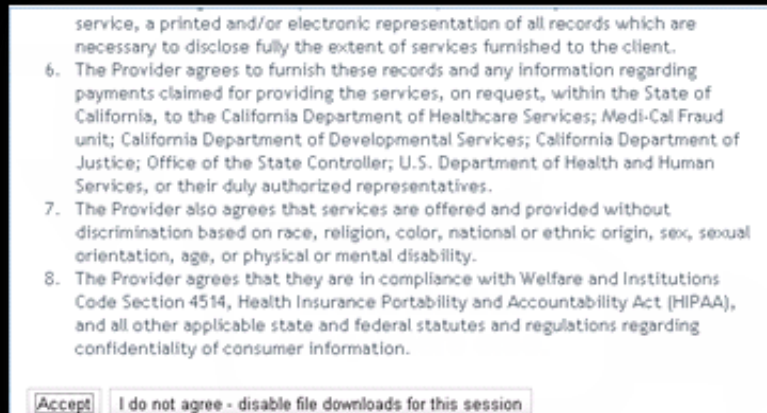 service, a printed and/or electronic representation of all records which are
necessary to disclose fully the extent of services furnished to the client.
6. The Provider agrees to furnish these records and any information regarding
payments claimed for providing the services, on request, within the State of
California, to the California Department of Healthcare Services; Medi-Cal Fraud
unit; California Department of Developmental Services; California Department of
Justice; Office of the State Controller; U.S. Department of Health and Human
Services, or their duly authorized representatives.
7. The Provider also agrees that services are offered and provided without
discrimination based on race, religion, color, national or ethnic origin, sex, sexual
orientation, age, or physical or mental disability.
8. The Provider agrees that they are in compliance with Welfare and Institutions
Code Section 4514, Health Insurance Portability and Accountability Act (HIPAA),
and all other applicable state and federal statutes and regulations regarding
confidentiality of consumer information.
Accept I do not agree - disable file downloads for this session